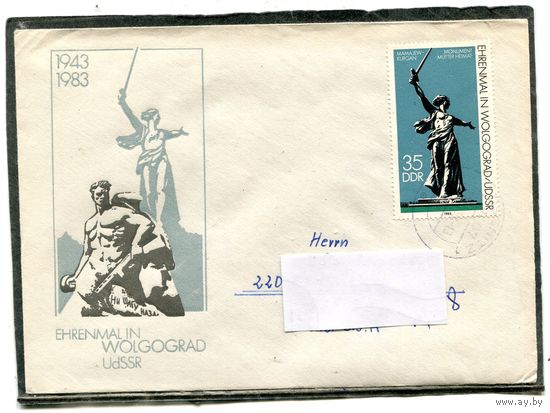 1943
1983
НИ ШАГУ
НАЗАД
EHRENMAL IN
WOLGOGRAD
UdSSR
MAMAJEW-
KURGAN
MONUMENT
MUTTER HEIMAT
EHRENMAL IN WOLGOGRAD/UdSSR
35
DDR
1983
Herrn
220
8
www.ay.by